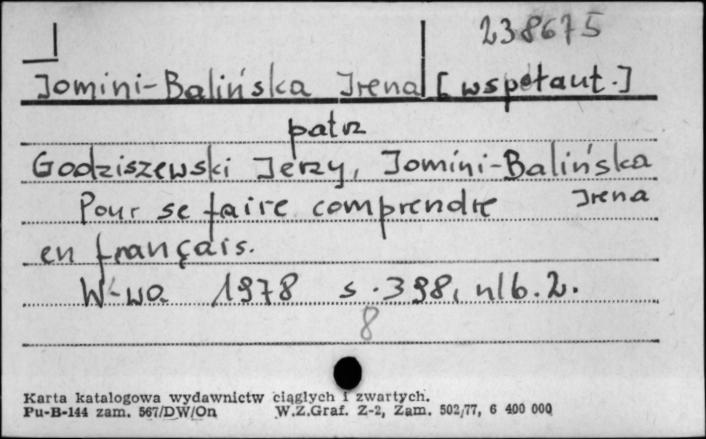 238675
Jomini-Balińska Irena [współaut.]
patrz
Godziszewski Jerzy, Jomini-Balińska
Irena
Pour se faire comprendre
en français.
W-wa 1978 s. 398, nlb. 2.
8
Karta katalogowa wydawnictw ciągłych i zwartych.
Pu-B-144 zam. 567/DW/On W.Z.Graf. Z-2, Zam. 502/77, 6 400 000